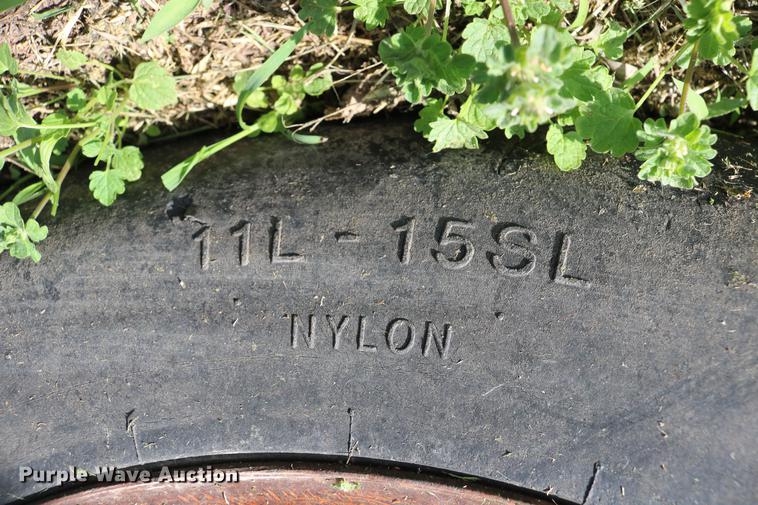 11L - 15SL
NYLON
Purple Wave Auction